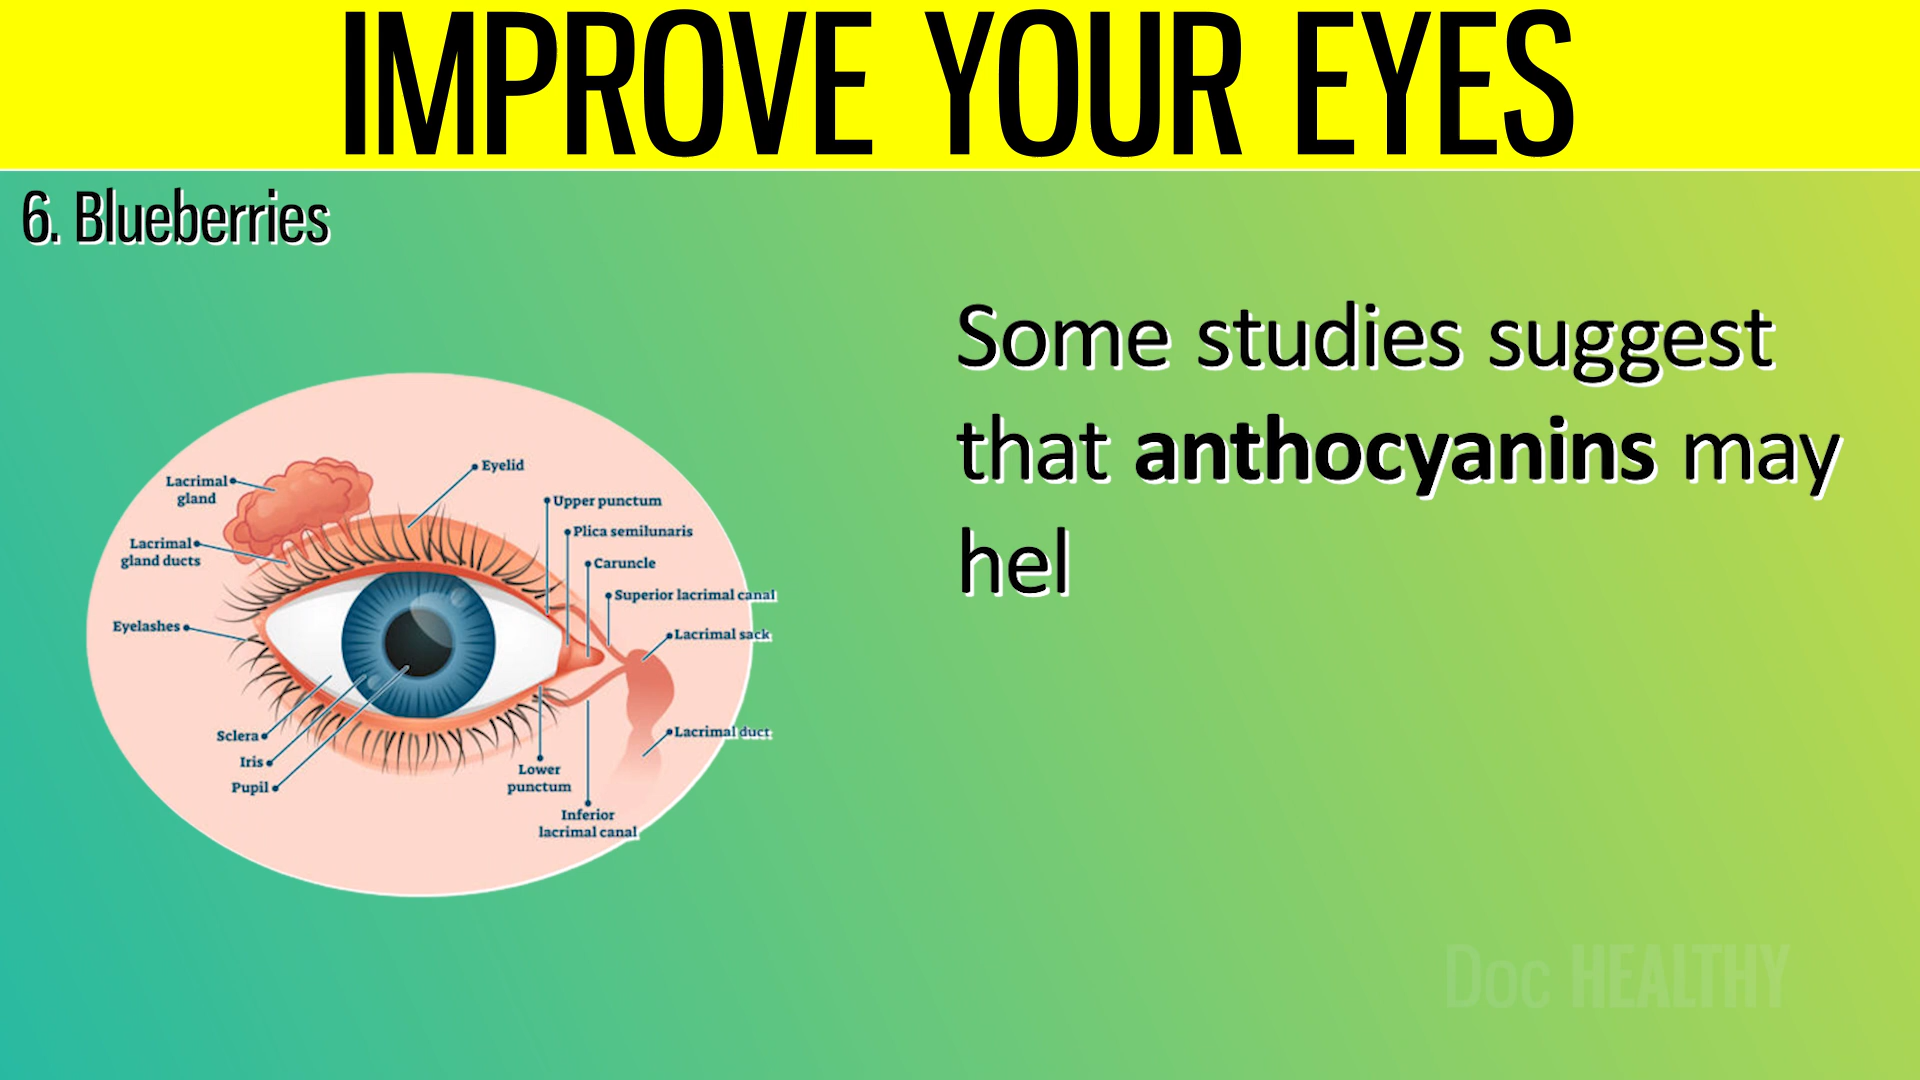 IMPROVE YOUR EYES
6. Blueberries
Some studies suggest
that anthocyanins may
hel
Eyelid
Lacrimal
gland
Upper punctum
Plica semilunaris
Lacrimal
gland ducts
Caruncle
Superior lacrimal canal
Eyelashes
Lacrimal sack
Sclera
Lacrimal duct
Iris
Lower
punctum
Pupil
Inferior
lacrimal canal
Doc HEALTHY